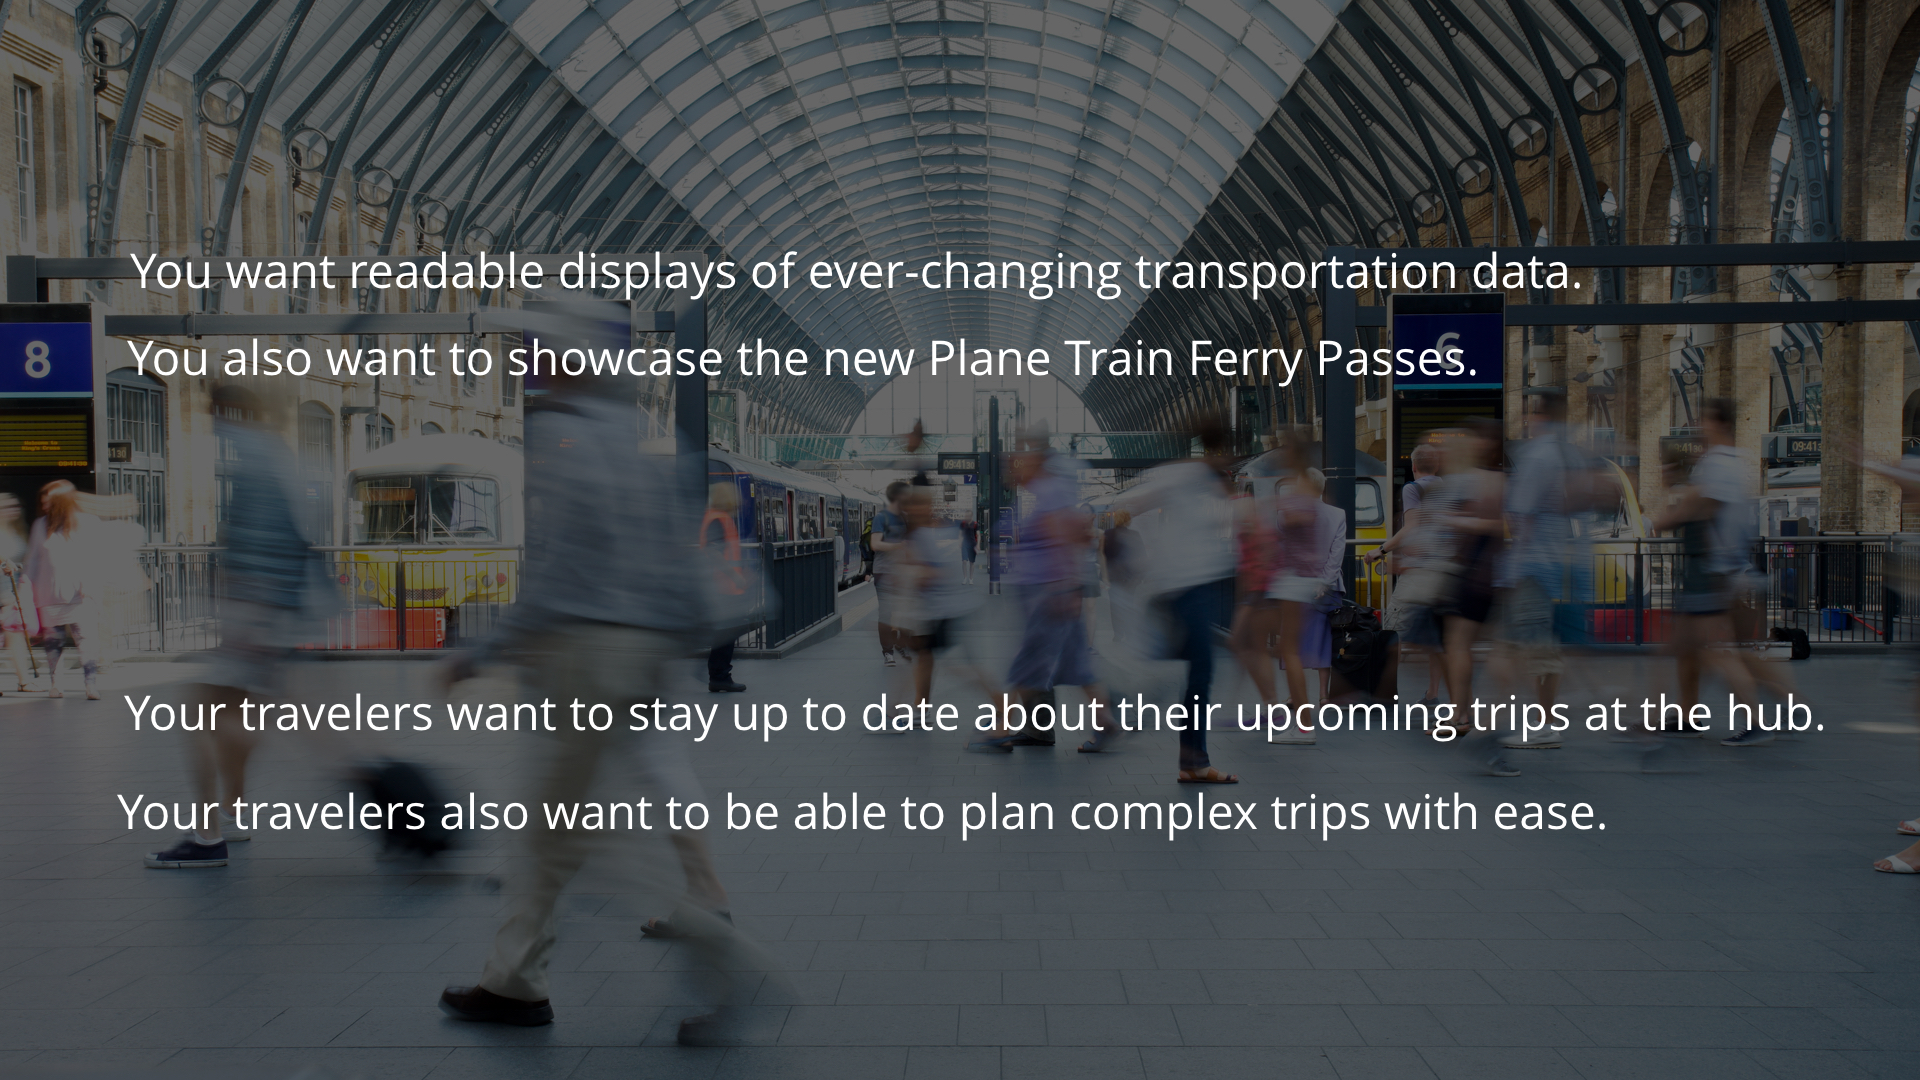 You want readable displays of ever-changing transportation data.
8
6
You also want to showcase the new Plane Train Ferry Passes.
09:41
Your travelers want to stay up to date about their upcoming trips at the hub.
Your travelers also want to be able to plan complex trips with ease.